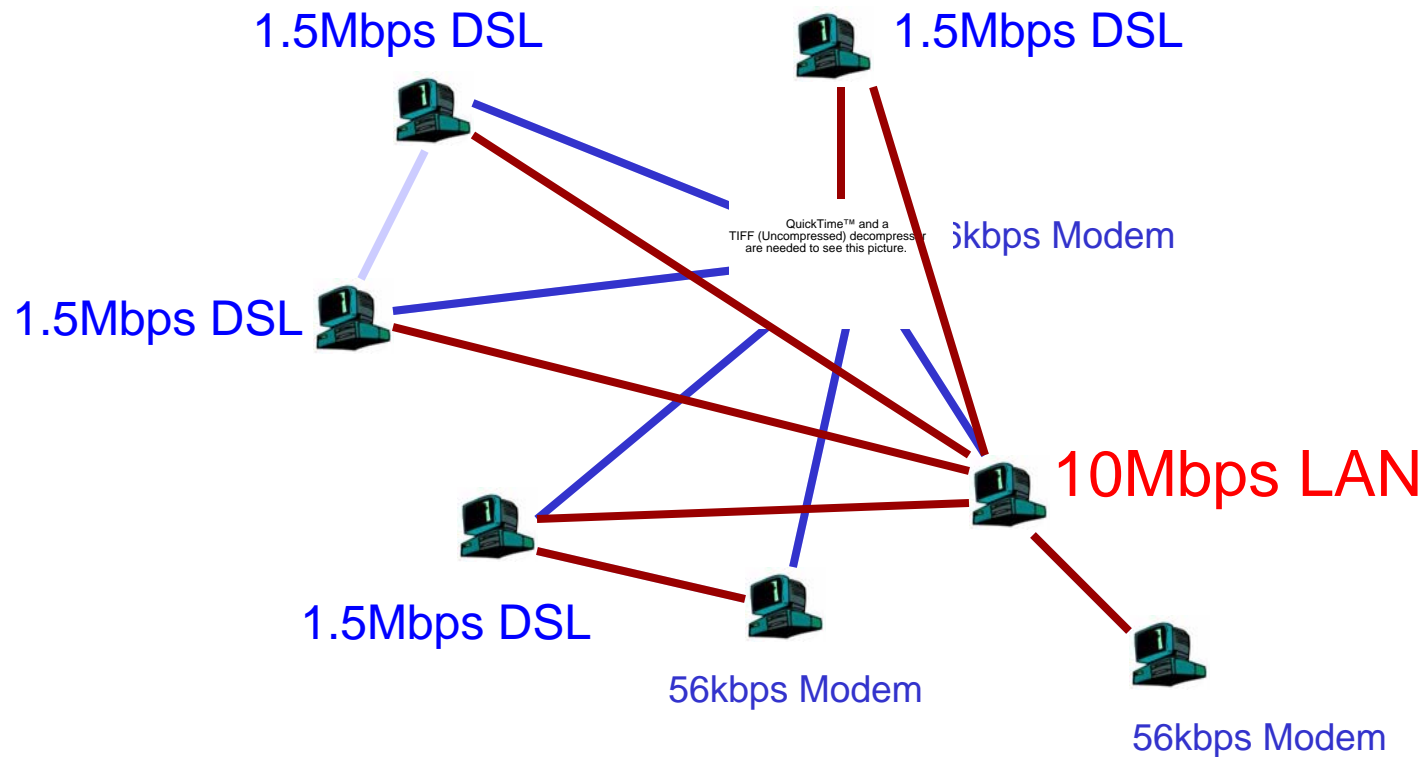 1.5Mbps DSL
1.5Mbps DSL
QuickTime™ and a
TIFF (Uncompressed) decompressor
are needed to see this picture.
kbps Modem
1.5Mbps DSL
10Mbps LAN
1.5Mbps DSL
56kbps Modem
56kbps Modem